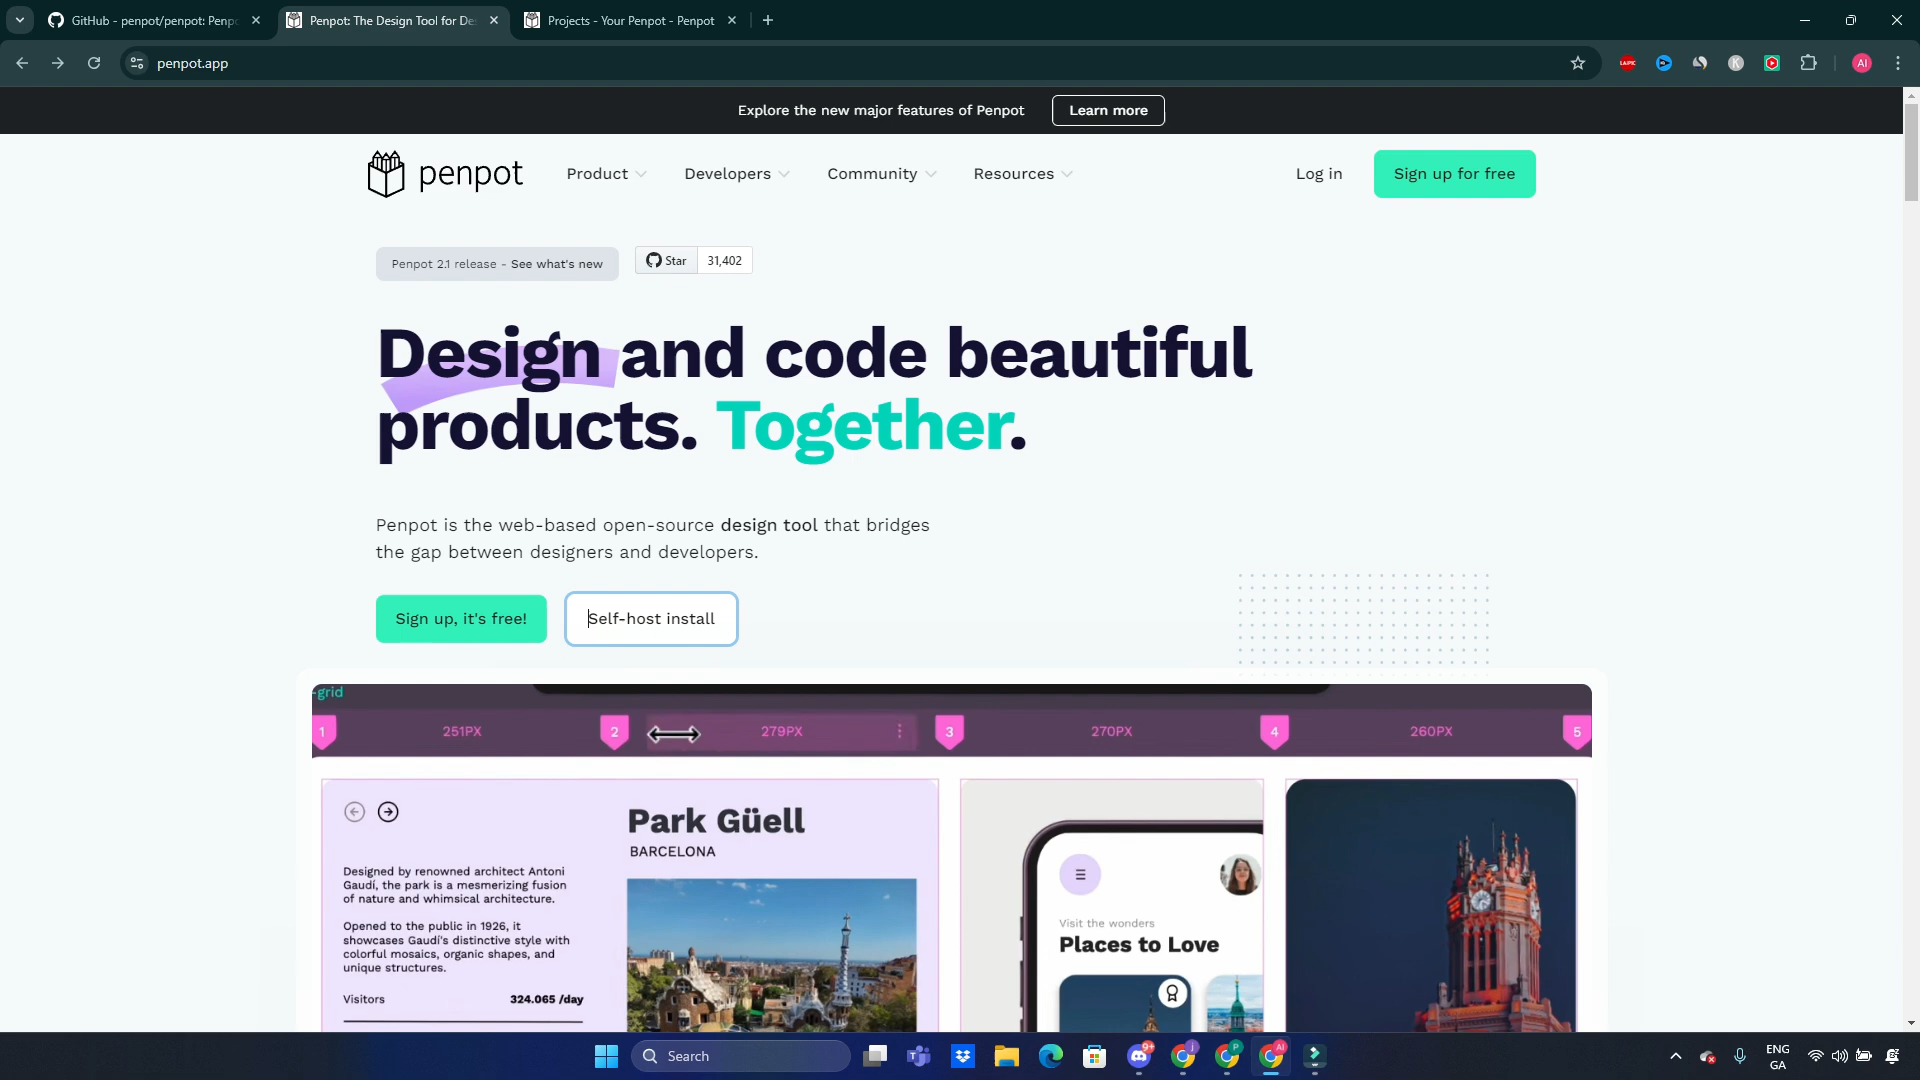 GitHub - penpot/penpot: Penpo
Penpot: The Design Tool for De
Projects - Your Penpot - Penpot
penpot.app
AI
Explore the new major features of Penpot
Learn more
penpot
Product
Developers
Community
Resources
Log in
Sign up for free
Penpot 2.1 release - See what's new
Star
31,402
Design and code beautiful
products. Together.
Penpot is the web-based open-source design tool that bridges
the gap between designers and developers.
Sign up, it's free!
Self-host install
-grid
1
251PX
2
279PX
3
270PX
4
260PX
5
Park Güell
BARCELONA
Designed by renowned architect Antoni
Gaudí, the park is a mesmerizing fusion
of nature and whimsical architecture.
Opened to the public in 1926, it
showcases Gaudí's distinctive style with
colorful mosaics, organic shapes, and
unique structures.
Visitors
324.065 /day
Visit the wonders
Places to Love
Search
9+
j
P
AI
ENG
GA